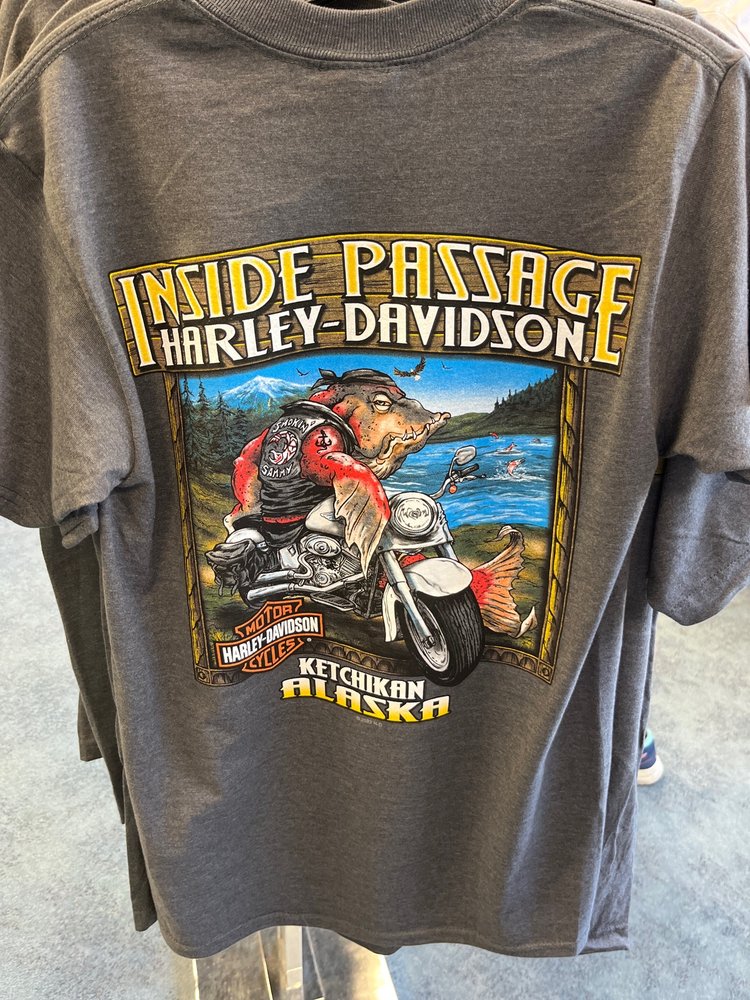 INSIDE PASSAGE
HARLEY-DAVIDSON
SMOKIN'
SAMMY
MOTOR
HARLEY-DAVIDSON
CYCLES
KETCHIKAN
ALASKA